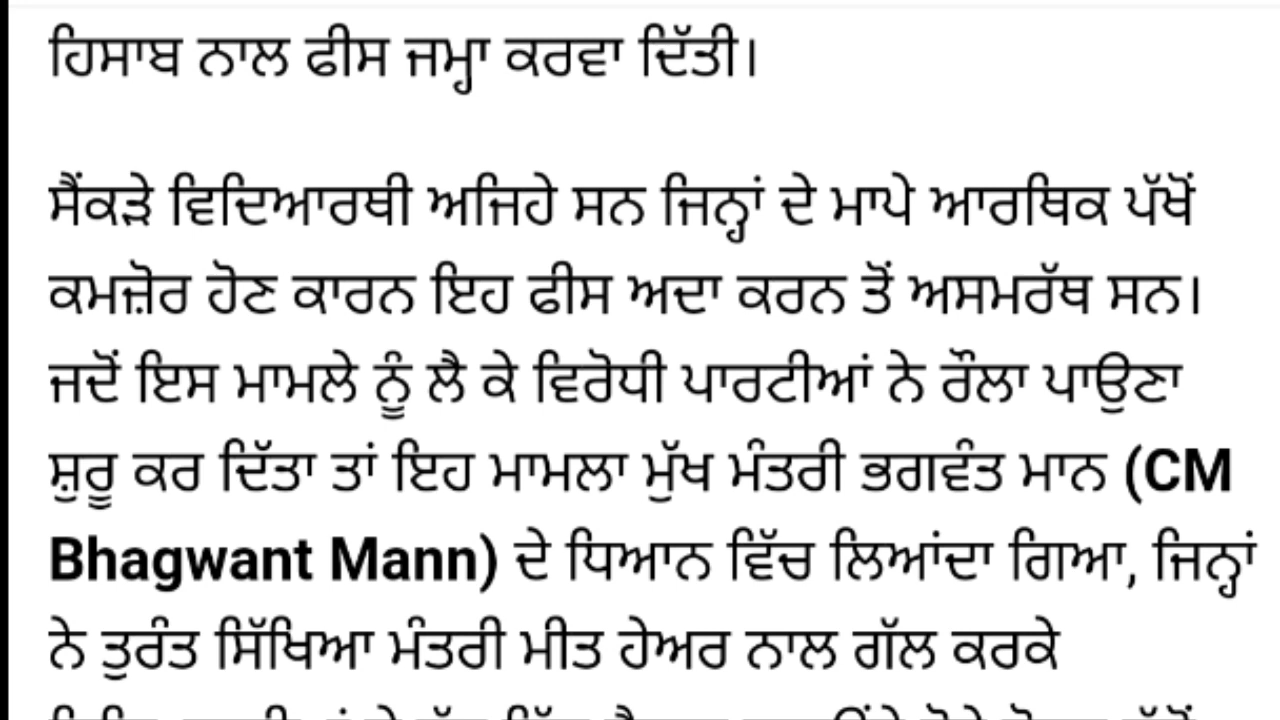 ਹਿਸਾਬ ਨਾਲ ਫੀਸ ਜਮ੍ਹਾ ਕਰਵਾ ਦਿੱਤੀ।
ਸੈਂਕੜੇ ਵਿਦਿਆਰਥੀ ਅਜਿਹੇ ਸਨ ਜਿਨ੍ਹਾਂ ਦੇ ਮਾਪੇ ਆਰਥਿਕ ਪੱਖੋਂ
ਕਮਜ਼ੋਰ ਹੋਣ ਕਾਰਨ ਇਹ ਫੀਸ ਅਦਾ ਕਰਨ ਤੋਂ ਅਸਮਰੱਥ ਸਨ।
ਜਦੋਂ ਇਸ ਮਾਮਲੇ ਨੂੰ ਲੈ ਕੇ ਵਿਰੋਧੀ ਪਾਰਟੀਆਂ ਨੇ ਰੌਲਾ ਪਾਉਣਾ
ਸ਼ੁਰੂ ਕਰ ਦਿੱਤਾ ਤਾਂ ਇਹ ਮਾਮਲਾ ਮੁੱਖ ਮੰਤਰੀ ਭਗਵੰਤ ਮਾਨ (CM
Bhagwant Mann) ਦੇ ਧਿਆਨ ਵਿੱਚ ਲਿਆਂਦਾ ਗਿਆ, ਜਿਨ੍ਹਾਂ
ਨੇ ਤੁਰੰਤ ਸਿੱਖਿਆ ਮੰਤਰੀ ਮੀਤ ਹੇਅਰ ਨਾਲ ਗੱਲ ਕਰਕੇ